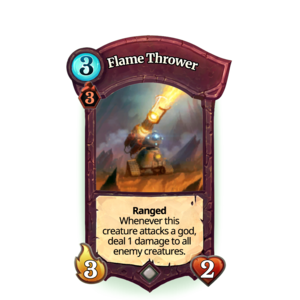 3
Flame Thrower
3
Ranged
Whenever this
creature attacks a god,
deal 1 damage to all
enemy creatures.
3
2